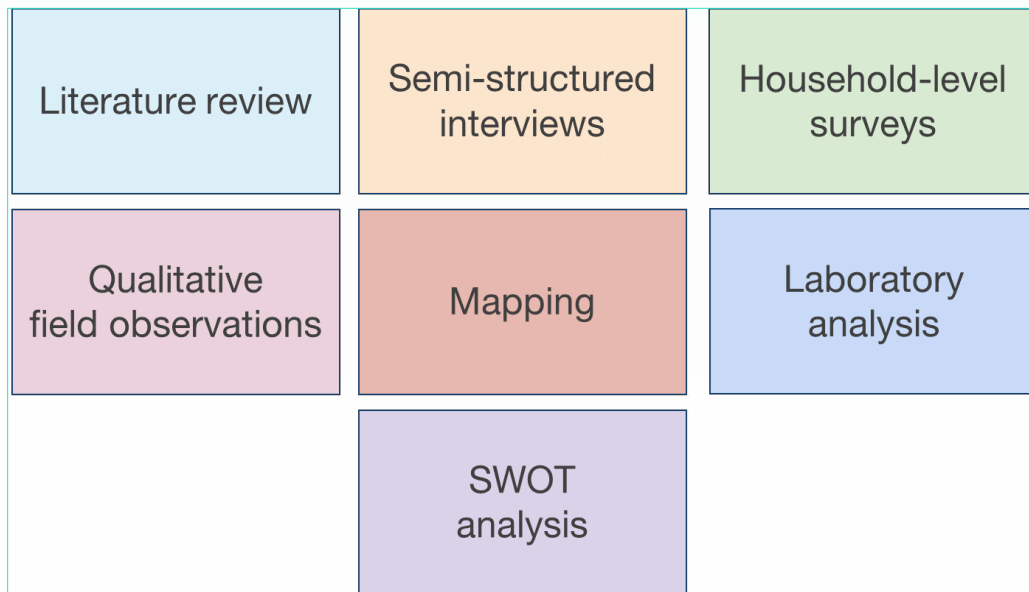 Literature review
Semi-structured
interviews
Household-level
surveys
Qualitative
field observations
Mapping
Laboratory
analysis
SWOT
analysis